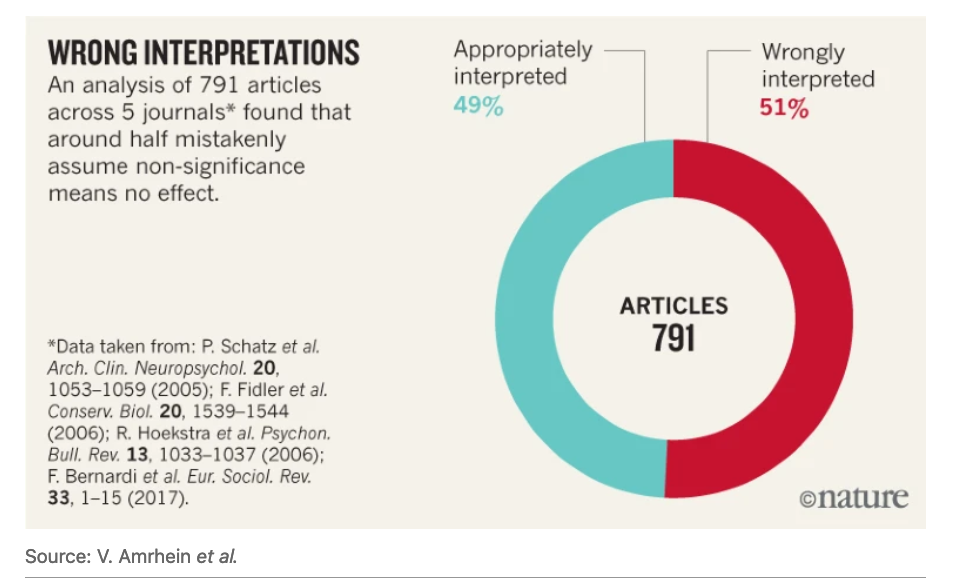 WRONG INTERPRETATIONS
An analysis of 791 articles
across 5 journals* found that
around half mistakenly
assume non-significance
means no effect.
Appropriately
interpreted
49%
Wrongly
interpreted
51%
ARTICLES
791
*Data taken from: P. Schatz et al.
Arch. Clin. Neuropsychol. 20,
1053–1059 (2005); F. Fidler et al.
Conserv. Biol. 20, 1539–1544
(2006); R. Hoekstra et al. Psychon.
Bull. Rev. 13, 1033–1037 (2006);
F. Bernardi et al. Eur. Sociol. Rev.
33, 1–15 (2017).
©nature
Source: V. Amrhein et al.